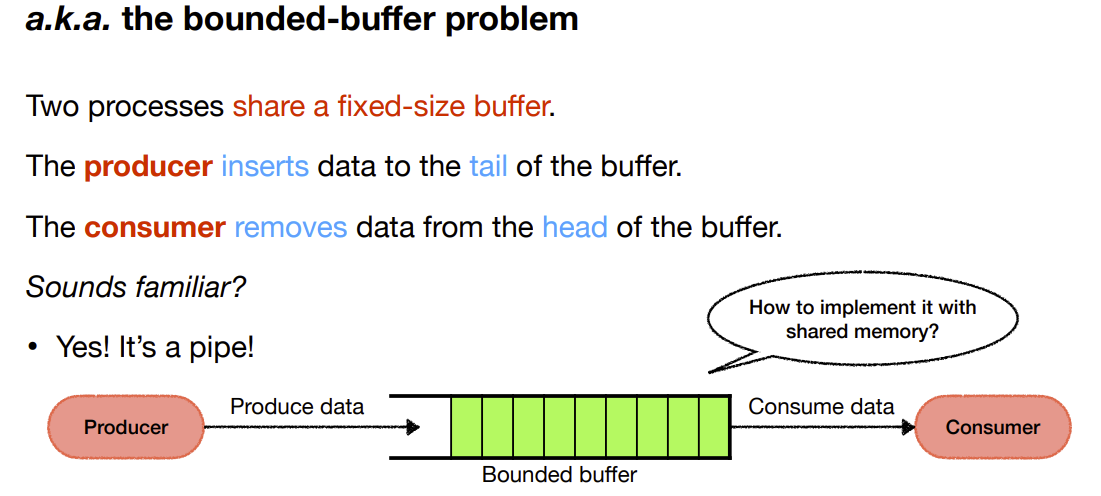 a.k.a. the bounded-buffer problem
Two processes share a fixed-size buffer.
The producer inserts data to the tail of the buffer.
The consumer removes data from the head of the buffer.
Sounds familiar?
• Yes! It’s a pipe!
How to implement it with
shared memory?
Producer
Produce data
Bounded buffer
Consume data
Consumer